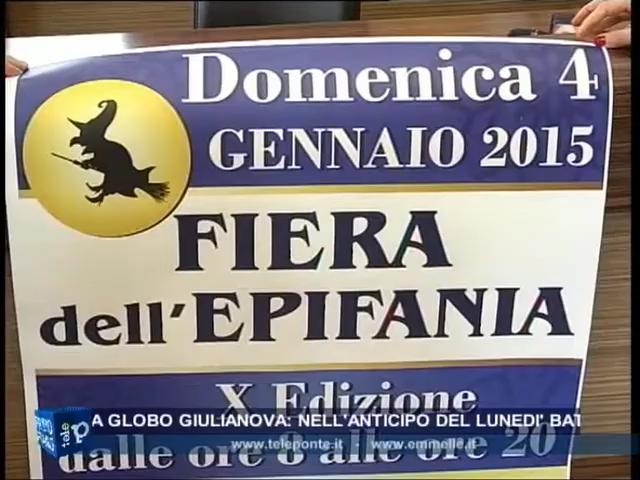 Domenica 4
GENNAIO 2015
FIERA
dell'EPIFANIA
X Edizione
A GLOBO GIULIANOVA: NELL'ANTICIPO DEL LUNEDI' BAT
tele
www.teleponte.it www.emmelle.it
dalle ore 8 alle ore 20